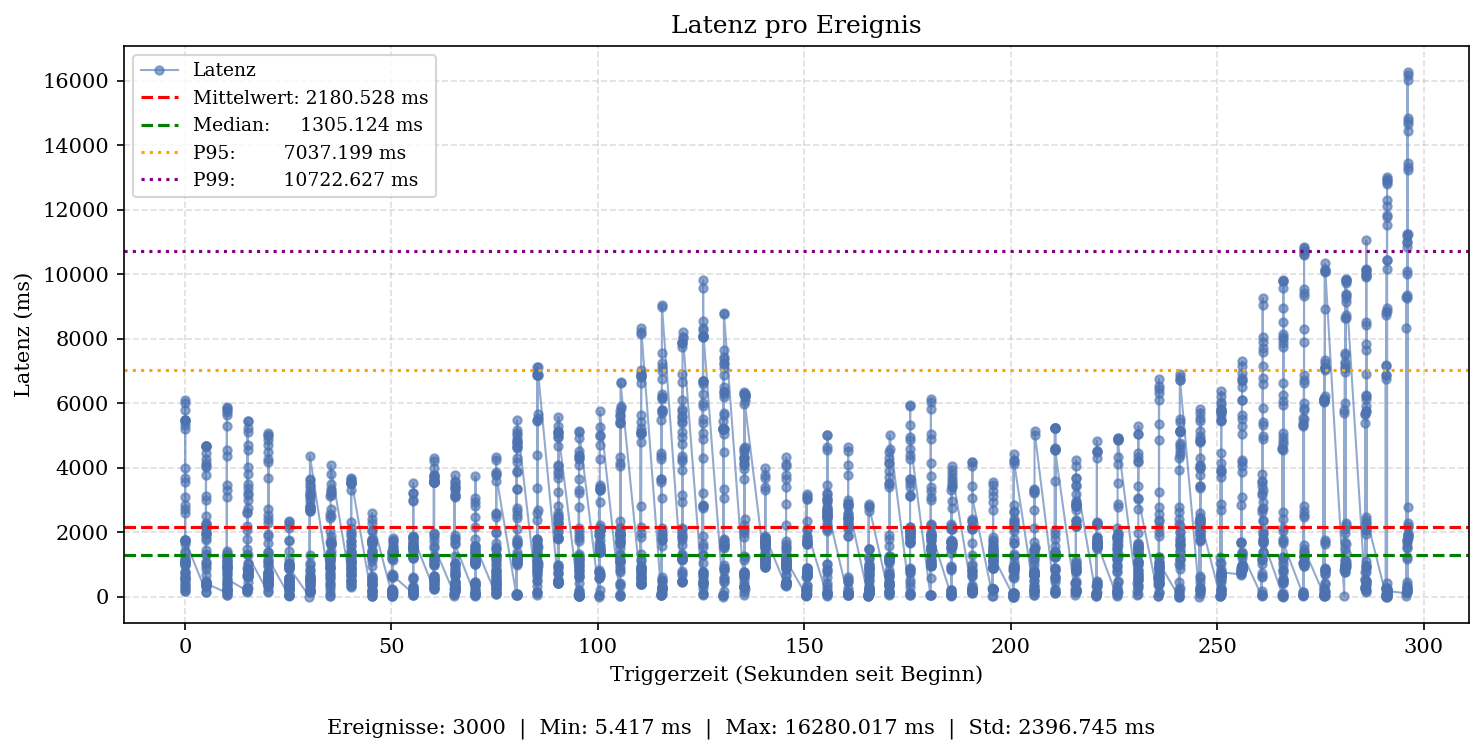 Latenz pro Ereignis
Latenz
Mittelwert: 2180.528 ms
Median: 1305.124 ms
P95: 7037.199 ms
P99: 10722.627 ms
Latenz (ms)
16000
14000
12000
10000
8000
6000
4000
2000
0
0 50 100 150 200 250 300
Triggerzeit (Sekunden seit Beginn)
Ereignisse: 3000 | Min: 5.417 ms | Max: 16280.017 ms | Std: 2396.745 ms